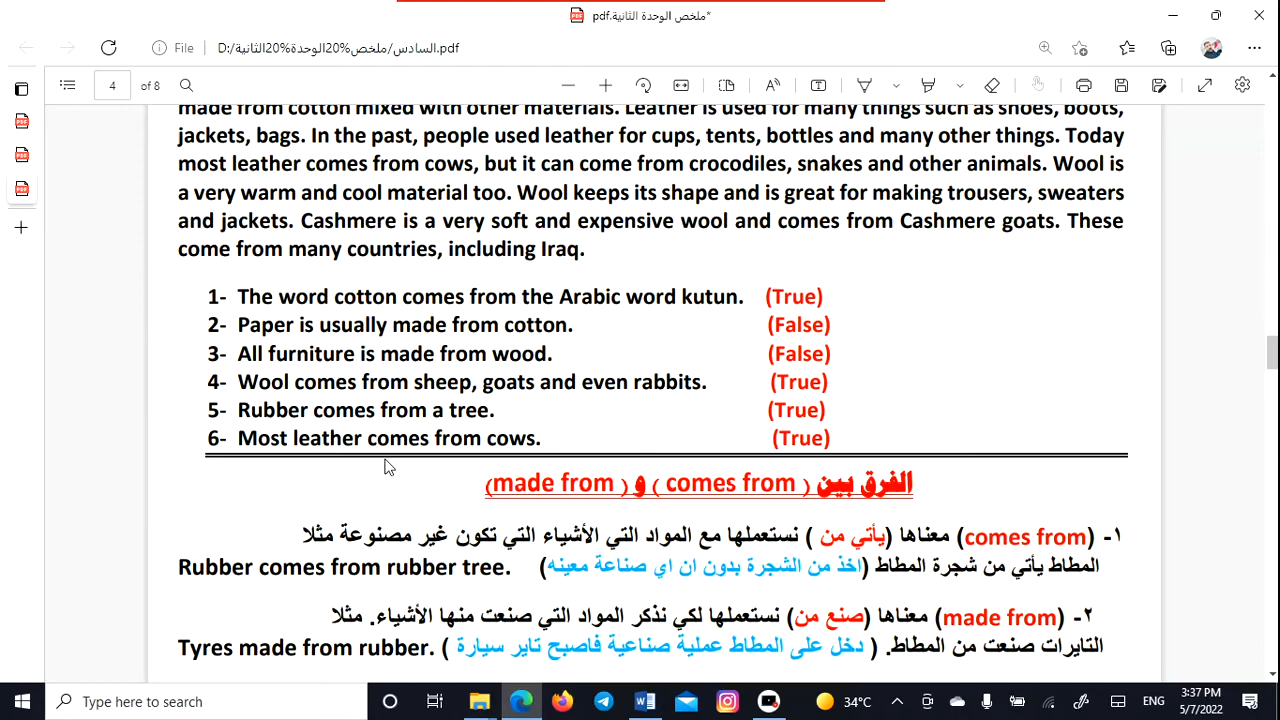 ملخص الوحدة الثانية.pdf*
File
D:/السادس/ملخص%20الوحدة%20الثانية.pdf
4 of 8
made from cotton mixed with other materials. Leather is used for many things such as shoes, boots,
jackets, bags. In the past, people used leather for cups, tents, bottles and many other things. Today
most leather comes from cows, but it can come from crocodiles, snakes and other animals. Wool is
a very warm and cool material too. Wool keeps its shape and is great for making trousers, sweaters
and jackets. Cashmere is a very soft and expensive wool and comes from Cashmere goats. These
come from many countries, including Iraq.
1- The word cotton comes from the Arabic word kutun. (True)
2- Paper is usually made from cotton. (False)
3- All furniture is made from wood. (False)
4- Wool comes from sheep, goats and even rabbits. (True)
5- Rubber comes from a tree. (True)
6- Most leather comes from cows. (True)
الفرق بين ( comes from ) و ( made from)
١- (comes from) معناها (يأتي من ) نستعملها مع المواد التي الأشياء التي تكون غير مصنوعة مثلا
المطاط يأتي من شجرة المطاط (اخذ من الشجرة بدون ان اي صناعة معينه) Rubber comes from rubber tree.
٢- (made from) معناها (صنع من) نستعملها لكي نذكر المواد التي صنعت منها الأشياء. مثلا
التايرات صنعت من المطاط. ( دخل على المطاط عملية صناعية فاصبح تاير سيارة ) Tyres made from rubber.
Type here to search
34°C
ENG
3:37 PM
5/7/2022